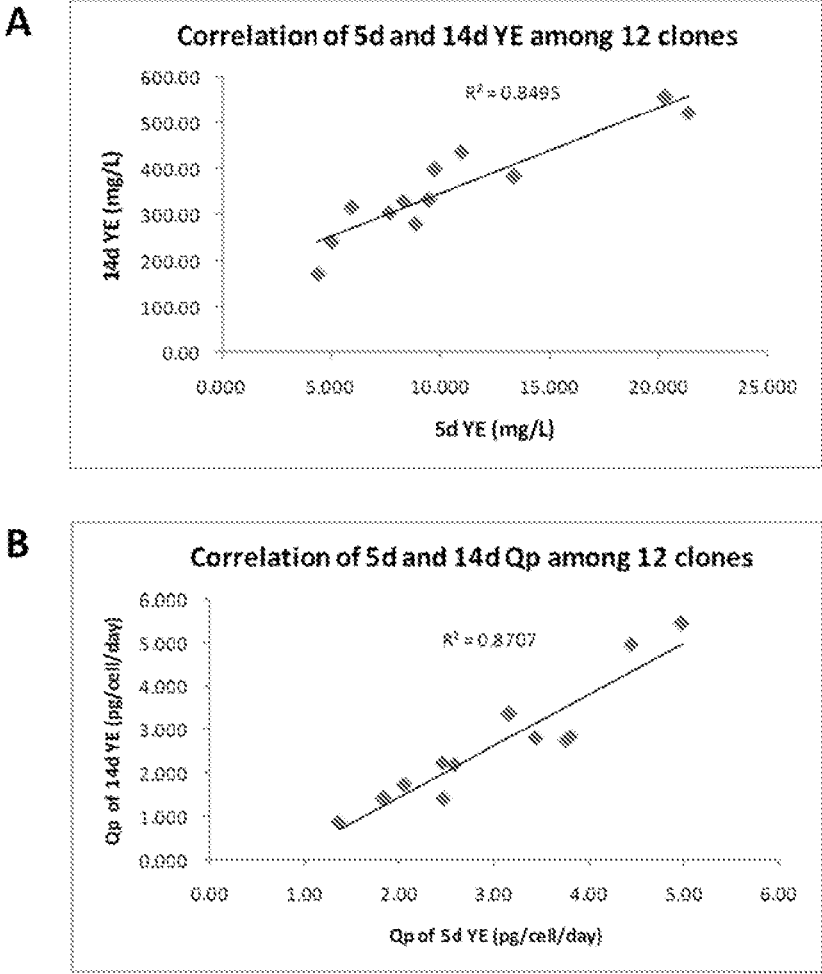 A
Correlation of 5d and 14d YE among 12 clones
R² = 0.8495
14d YE (mg/L)
600.00
500.00
400.00
300.00
200.00
100.00
0.00
0.000 5.000 10.000 15.000 20.000 25.000
5d YE (mg/L)
B
Correlation of 5d and 14d Qp among 12 clones
R² = 0.8707
Qp of 14d YE (pg/cell/day)
6.000
5.000
4.000
3.000
2.000
1.000
0.000
0.00 1.00 2.00 3.00 4.00 5.00 6.00
Qp of 5d YE (pg/cell/day)